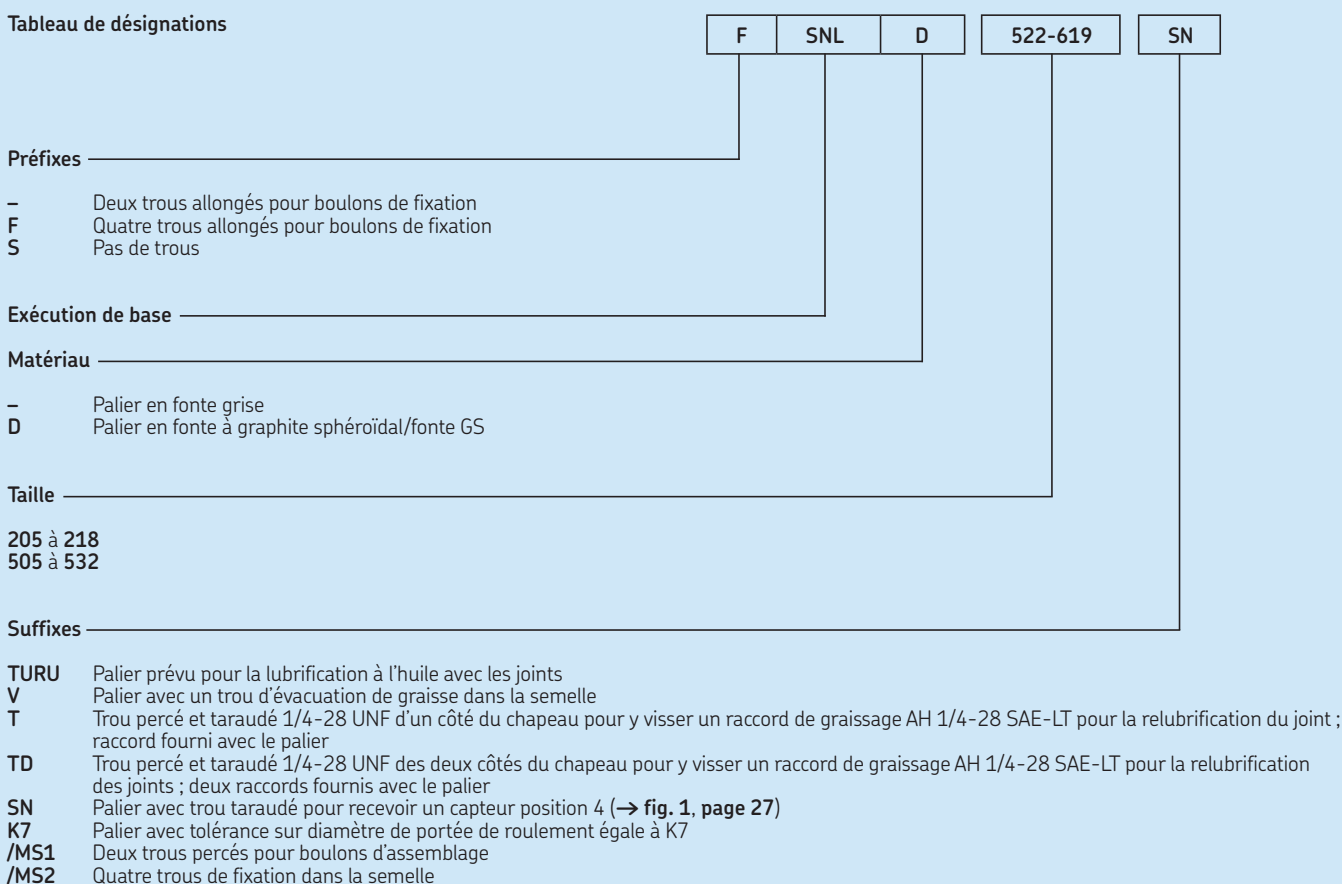 Tableau de désignations
F SNL D 522-619 SN
Préfixes
– Deux trous allongés pour boulons de fixation
F Quatre trous allongés pour boulons de fixation
S Pas de trous
Exécution de base
Matériau
– Palier en fonte grise
D Palier en fonte à graphite sphéroïdal/fonte GS
Taille
205 à 218
505 à 532
Suffixes
TURU Palier prévu pour la lubrification à l'huile avec les joints
V Palier avec un trou d'évacuation de graisse dans la semelle
T Trou percé et taraudé 1/4-28 UNF d'un côté du chapeau pour y visser un raccord de graissage AH 1/4-28 SAE-LT pour la relubrification du joint ;
raccord fourni avec le palier
TD Trou percé et taraudé 1/4-28 UNF des deux côtés du chapeau pour y visser un raccord de graissage AH 1/4-28 SAE-LT pour la relubrification
des joints ; deux raccords fournis avec le palier
SN Palier avec trou taraudé pour recevoir un capteur position 4 (→ fig. 1, page 27)
K7 Palier avec tolérance sur diamètre de portée de roulement égale à K7
/MS1 Deux trous percés pour boulons d'assemblage
/MS2 Quatre trous de fixation dans la semelle